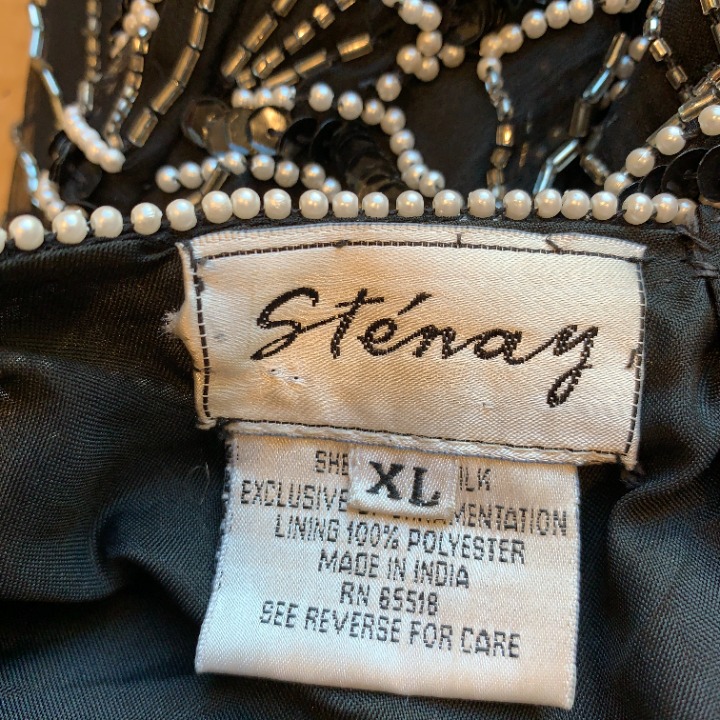 Sténay
XL
LINING 100% POLYESTER
MADE IN INDIA
RN 65518
SEE REVERSE FOR CARE